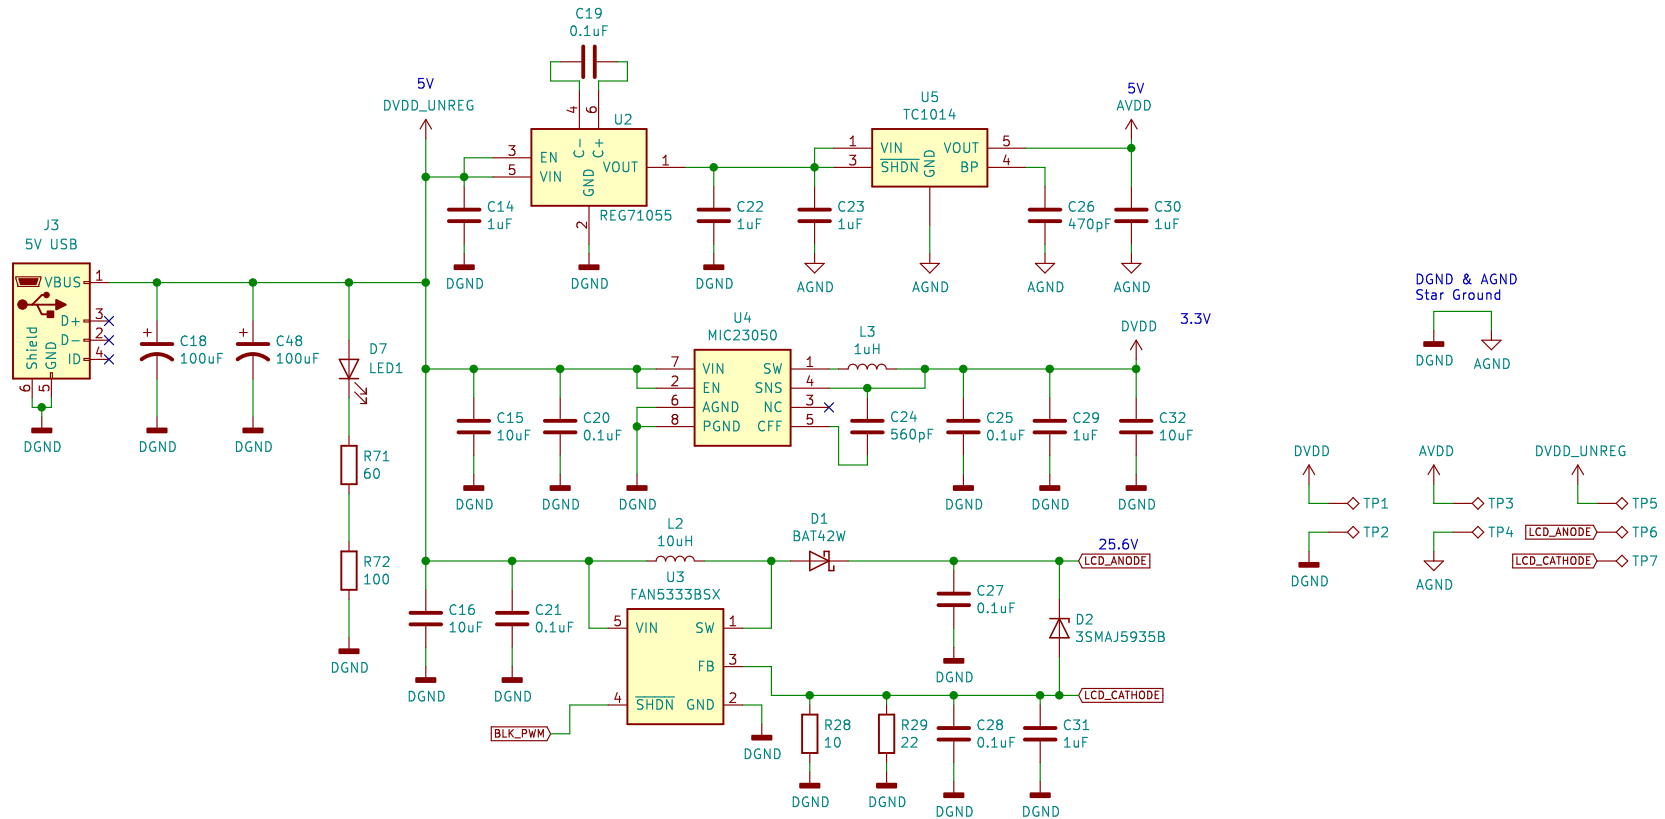 C19
0.1uF
4
6
5V
DVDD_UNREG
U2
3
EN
5
VIN
C-
C+
GND
VOUT
1
2
REG71055
C14
1uF
DGND
DGND
C22
1uF
DGND
U5
TC1014
1
VIN
3
SHDN
GND
VOUT
5
BP
4
C23
1uF
AGND
AGND
C26
470pF
AGND
5V
AVDD
C30
1uF
AGND
J3
5V USB
VBUS
1
D+
3
D-
2
ID
4
Shield
GND
6
5
DGND
C18
100uF
DGND
C48
100uF
DGND
D7
LED1
R71
60
R72
100
DGND
U4
MIC23050
7
VIN
2
EN
6
AGND
8
PGND
SW
1
SNS
4
NC
3
CFF
5
L3
1uH
C15
10uF
DGND
C20
0.1uF
DGND
DGND
C24
560pF
C25
0.1uF
DGND
C29
1uF
DGND
DVDD
3.3V
C32
10uF
DGND
DGND & AGND
Star Ground
DGND
AGND
L2
10uH
U3
FAN5333BSX
5
VIN
4
SHDN
SW
1
FB
3
GND
2
BLK_PWM
C16
10uF
DGND
C21
0.1uF
DGND
DGND
D1
BAT42W
25.6V
LCD_ANODE
C27
0.1uF
DGND
D2
3SMAJ5935B
LCD_CATHODE
R28
10
DGND
R29
22
DGND
C28
0.1uF
DGND
C31
1uF
DGND
DVDD
TP1
TP2
DGND
AVDD
TP3
TP4
AGND
DVDD_UNREG
TP5
LCD_ANODE
TP6
LCD_CATHODE
TP7